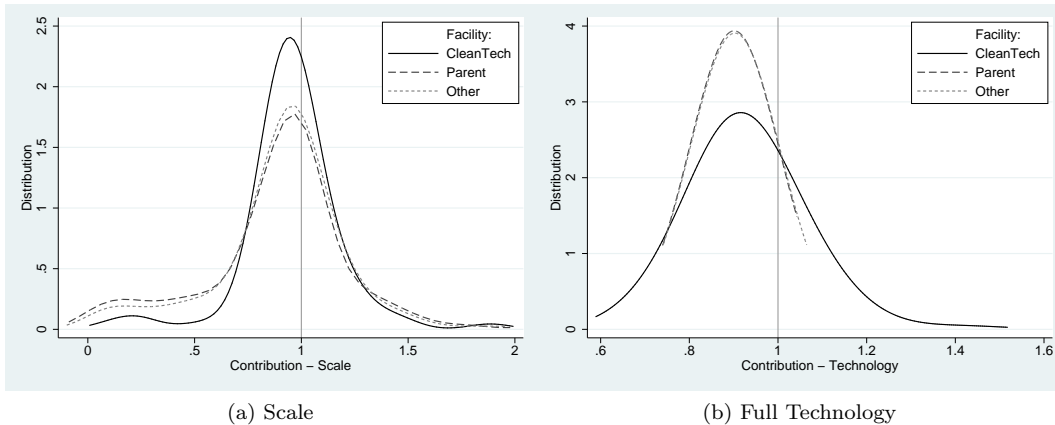 Facility:
CleanTech
Parent
Other
2.5
2
1.5
1
.5
0
Distribution
0
.5
1
1.5
2
Contribution − Scale
(a) Scale
Facility:
CleanTech
Parent
Other
4
3
2
1
0
Distribution
.6
.8
1
1.2
1.4
1.6
Contribution − Technology
(b) Full Technology